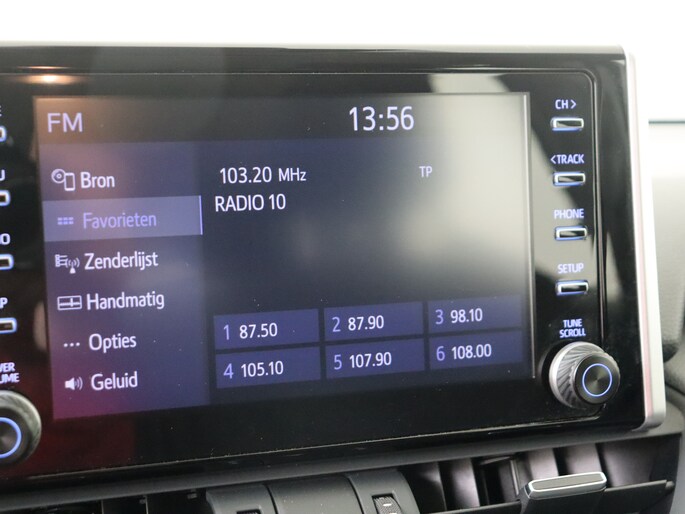 FM 13:56
Bron
Favorieten
Zenderlijst
Handmatig
Opties
Geluid
103.20 MHz TP
RADIO 10
1 87.50 2 87.90 3 98.10
4 105.10 5 107.90 6 108.00
CH >
< TRACK
PHONE
SETUP
TUNE
SCROLL